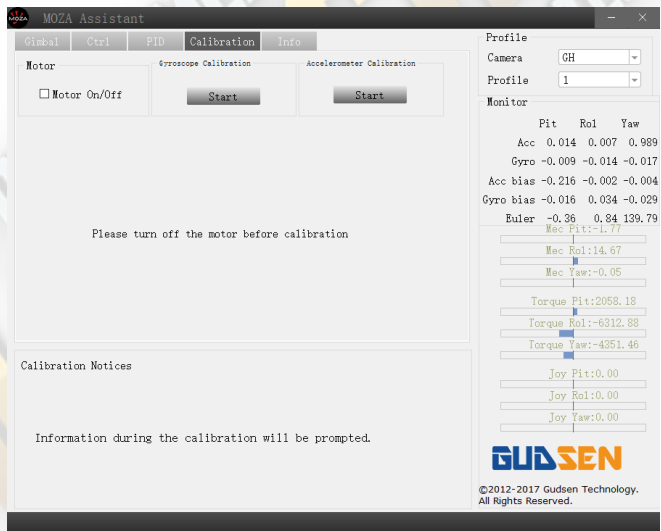 MOZA MOZA Assistant
Gimbal Ctrl PID Calibration Info
Motor
Motor On/Off
Gyroscope Calibration
Start
Accelerometer Calibration
Start
Please turn off the motor before calibration
Calibration Notices
Information during the calibration will be prompted.
Profile
Camera GH
Profile 1
Monitor
Pit Rol Yaw
Acc 0.014 0.007 0.989
Gyro -0.009 -0.014 -0.017
Acc bias -0.216 -0.002 -0.004
Gyro bias -0.016 0.034 -0.029
Euler -0.36 0.84 139.79
Mec Pit:-1.77
Mec Rol:14.67
Mec Yaw:-0.05
Torque Pit:2058.18
Torque Rol:-6312.88
Torque Yaw:-4351.46
Joy Pit:0.00
Joy Rol:0.00
Joy Yaw:0.00
GUDSEN
©2012-2017 Gudsen Technology.
All Rights Reserved.